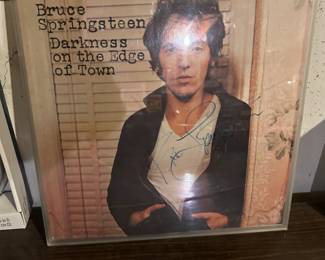 Bruce
Springsteen
Darkness
on the Edge
of Town